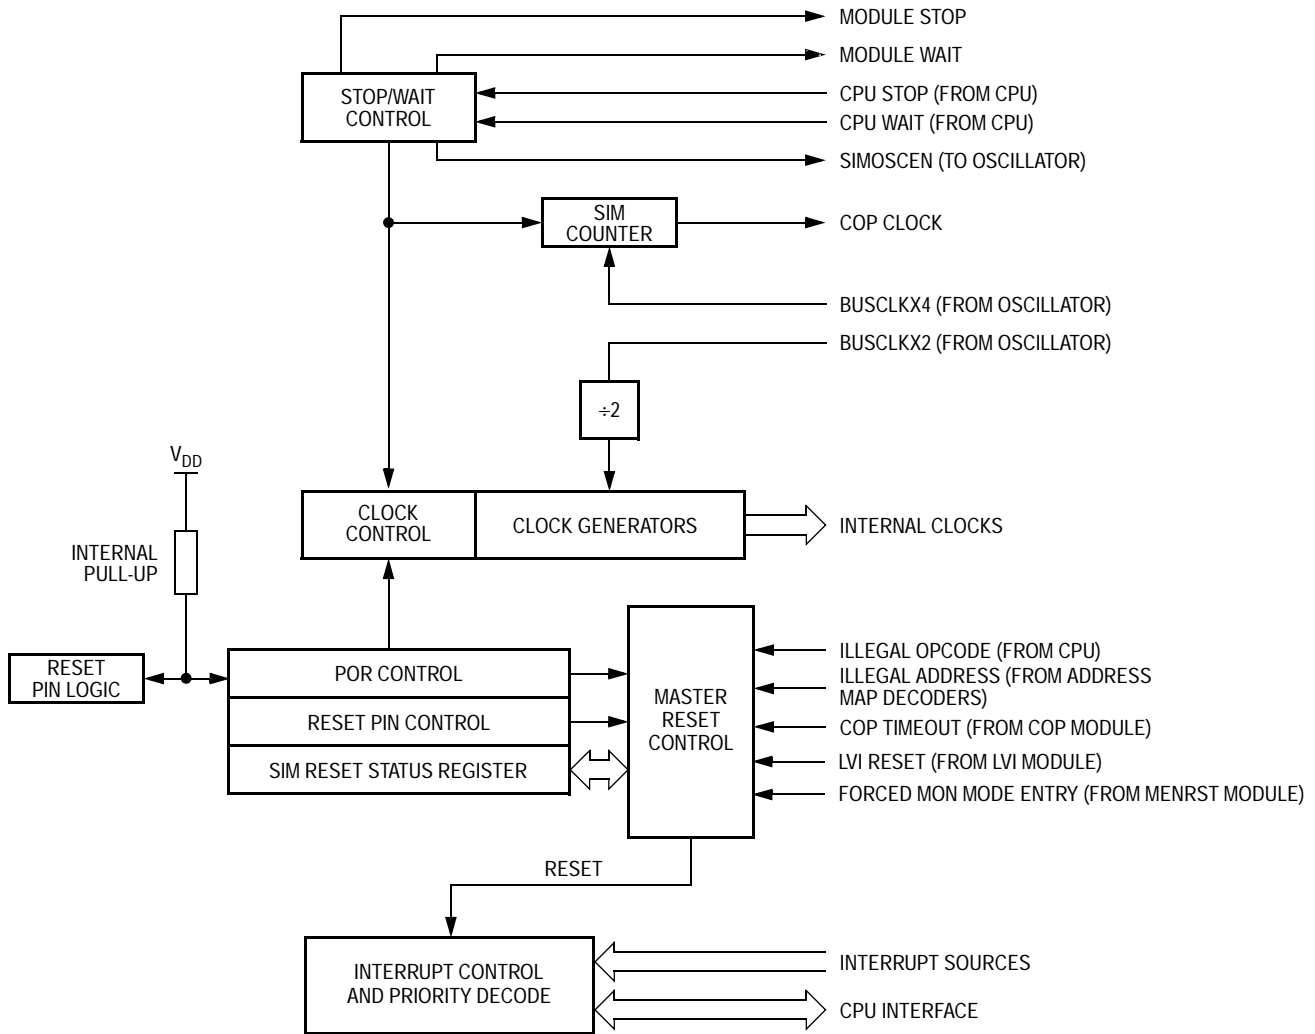 MODULE STOP
MODULE WAIT
STOP/WAIT
CONTROL
CPU STOP (FROM CPU)
CPU WAIT (FROM CPU)
SIMOSCEN (TO OSCILLATOR)
SIM
COUNTER
COP CLOCK
BUSCLKX4 (FROM OSCILLATOR)
BUSCLKX2 (FROM OSCILLATOR)
÷2
VDD
INTERNAL
PULL-UP
CLOCK
CONTROL
CLOCK GENERATORS
INTERNAL CLOCKS
RESET
PIN LOGIC
POR CONTROL
RESET PIN CONTROL
SIM RESET STATUS REGISTER
MASTER
RESET
CONTROL
ILLEGAL OPCODE (FROM CPU)
ILLEGAL ADDRESS (FROM ADDRESS
MAP DECODERS)
COP TIMEOUT (FROM COP MODULE)
LVI RESET (FROM LVI MODULE)
FORCED MON MODE ENTRY (FROM MENRST MODULE)
RESET
INTERRUPT CONTROL
AND PRIORITY DECODE
INTERRUPT SOURCES
CPU INTERFACE